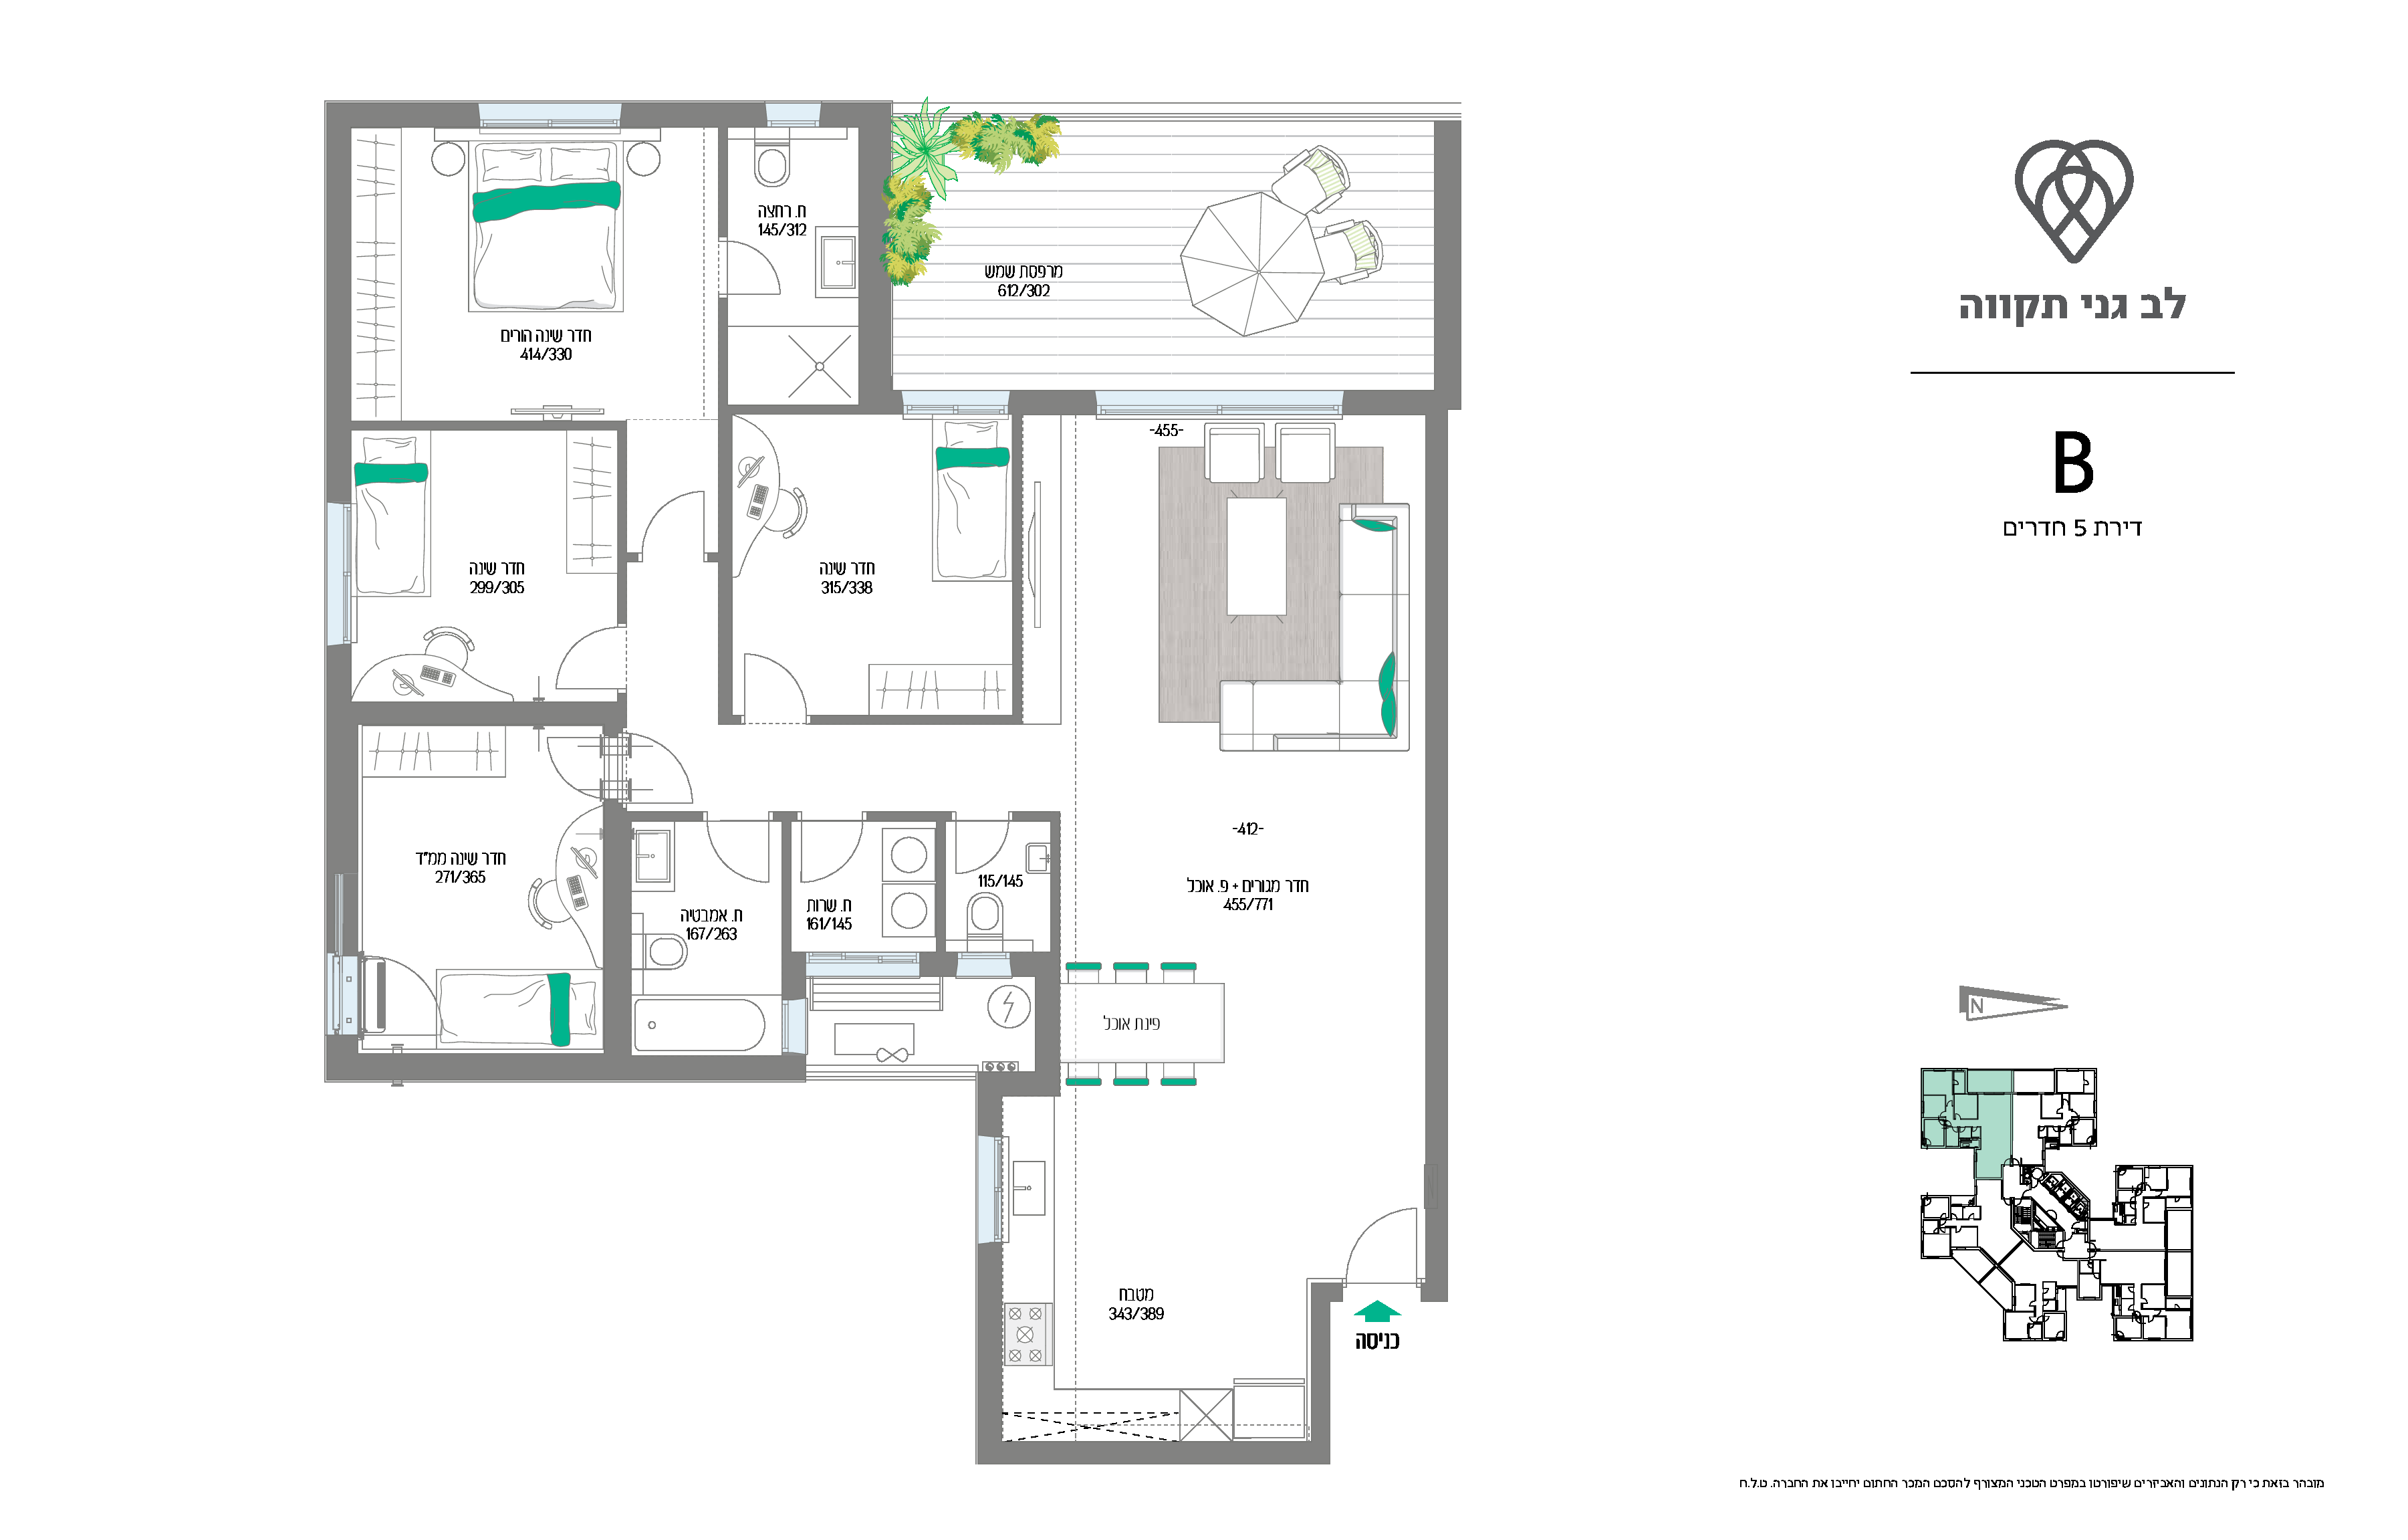 לב גני תקווה
B
דירת 5 חדרים
ח. רחצה
145/312
מרפסת שמש
612/302
חדר שינה הורים
414/330
-455-
חדר שינה
299/305
חדר שינה
315/338
-412-
חדר שינה ממ"ד
271/365
חדר מגורים + פ. אוכל
455/771
115/145
ח. שרות
161/145
ח. אמבטיה
167/263
פינת אוכל
N
מטבח
343/389
כניסה
מובהר בזאת כי רק הנתונים והאביזרים שיפורטו במפרט הטכני המצורף להסכם המכר החתום יחייבו את החברה. ט.ל.ח